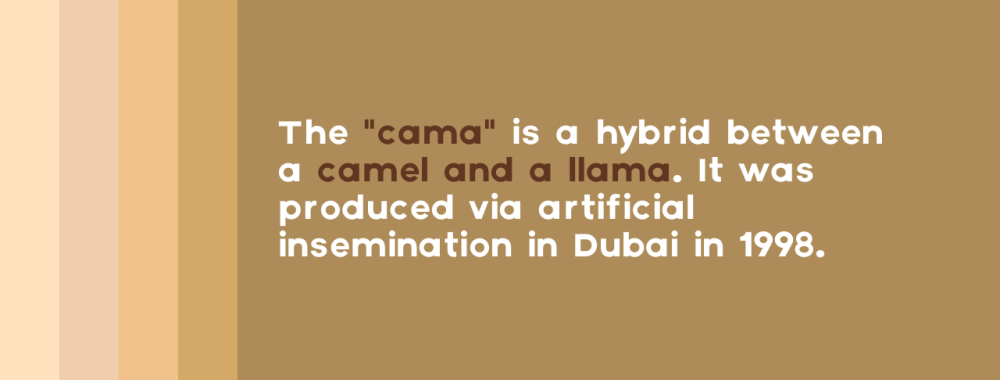 The "cama" is a hybrid between
a camel and a llama. It was
produced via artificial
insemination in Dubai in 1998.